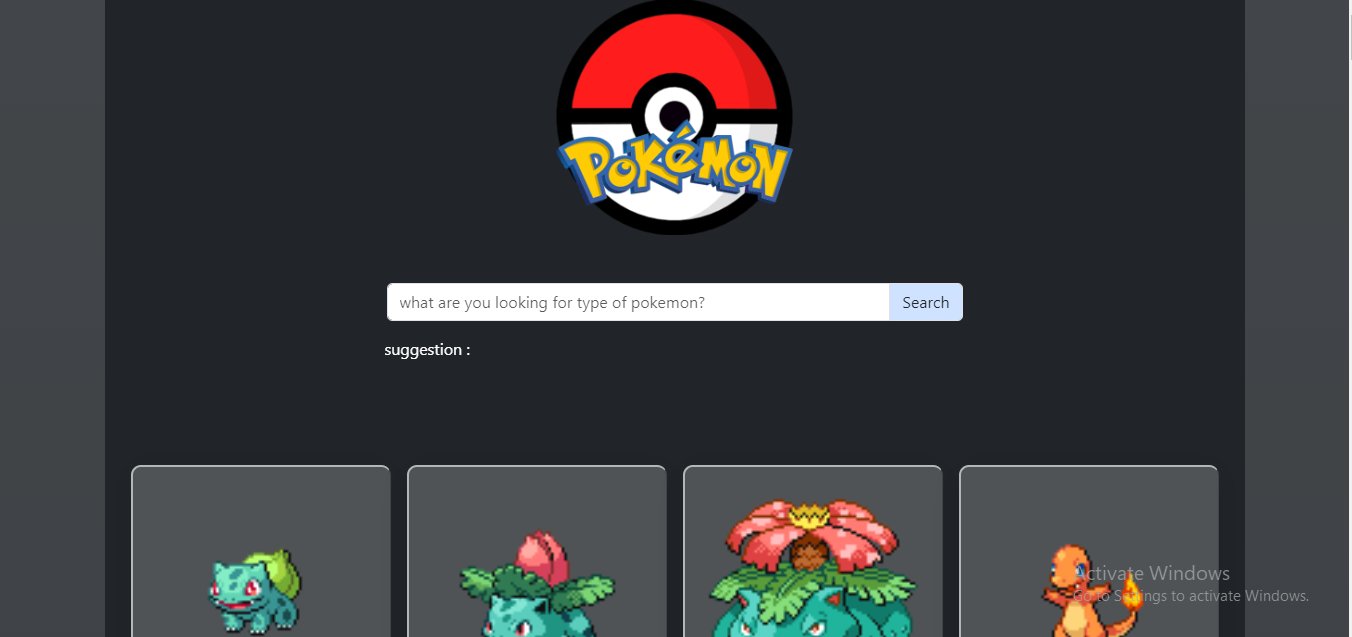 Pokémon
what are you looking for type of pokemon?
Search
suggestion :
Activate Windows
Go to Settings to activate Windows.